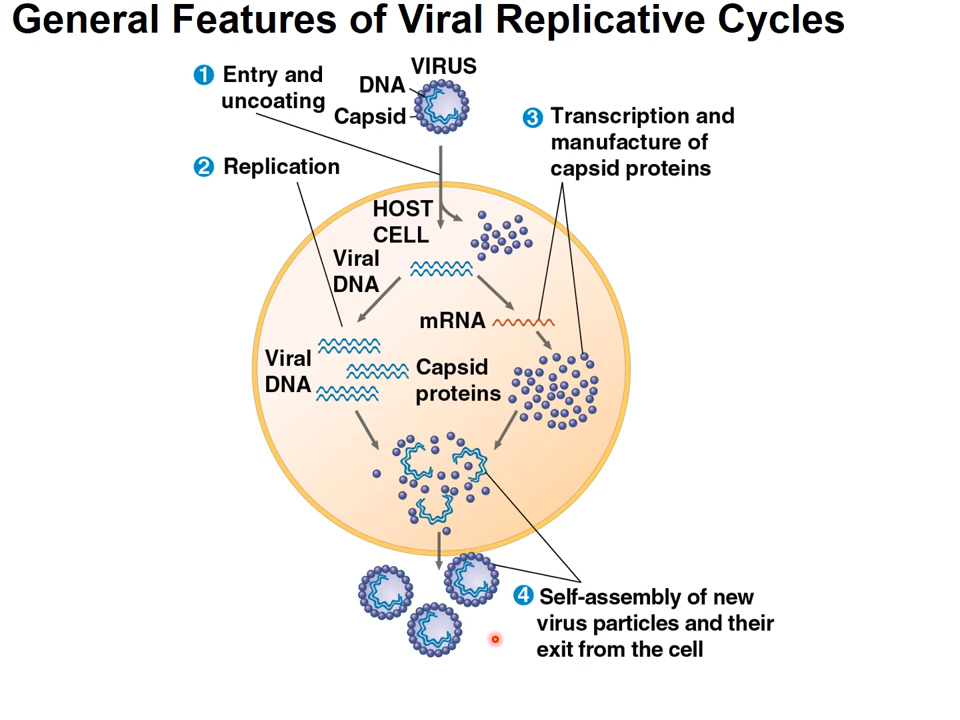 General Features of Viral Replicative Cycles
1 Entry and
uncoating
VIRUS
DNA
Capsid
3 Transcription and
manufacture of
capsid proteins
2 Replication
HOST
CELL
Viral
DNA
mRNA
Viral
DNA
Capsid
proteins
4 Self-assembly of new
virus particles and their
exit from the cell